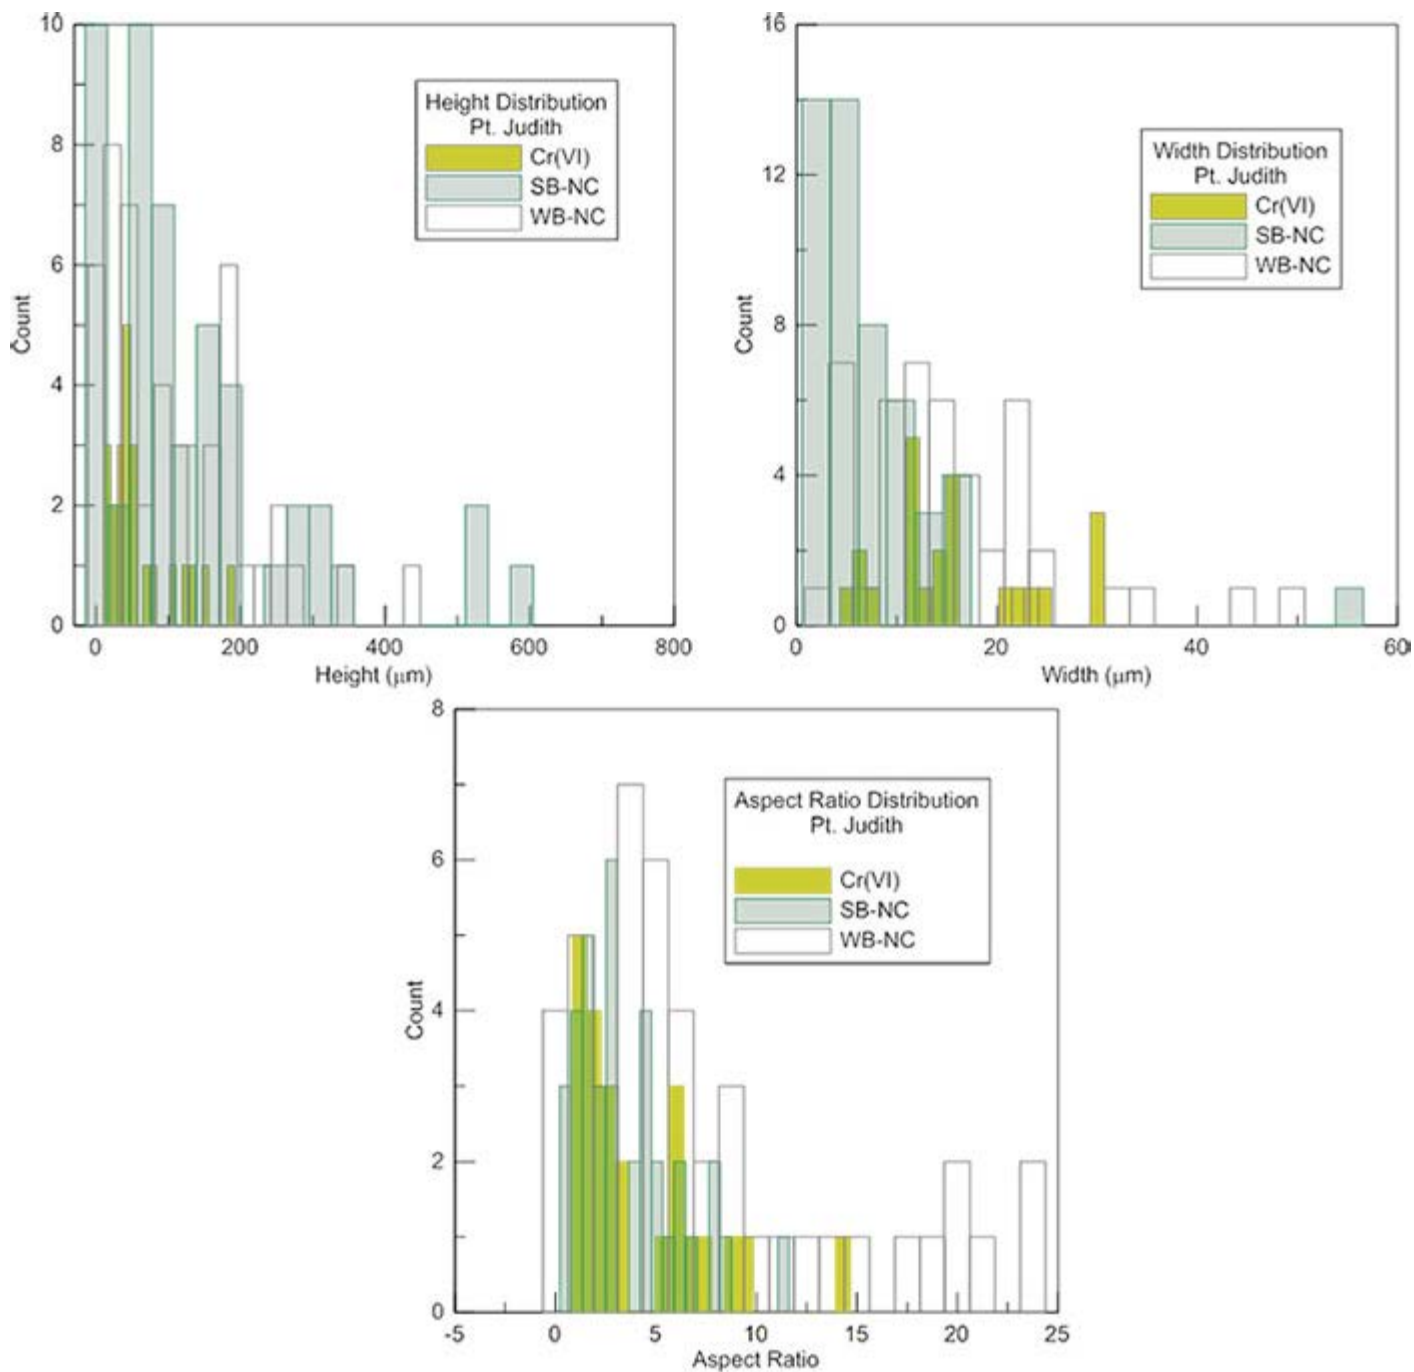 10
8
6
4
2
0
Count
0
200
400
600
800
Height (μm)
Height Distribution
Pt. Judith
Cr(VI)
SB-NC
WB-NC
16
12
8
4
0
Count
0
20
40
60
Width (μm)
Width Distribution
Pt. Judith
Cr(VI)
SB-NC
WB-NC
8
6
4
2
0
Count
-5
0
5
10
15
20
25
Aspect Ratio
Aspect Ratio Distribution
Pt. Judith
Cr(VI)
SB-NC
WB-NC